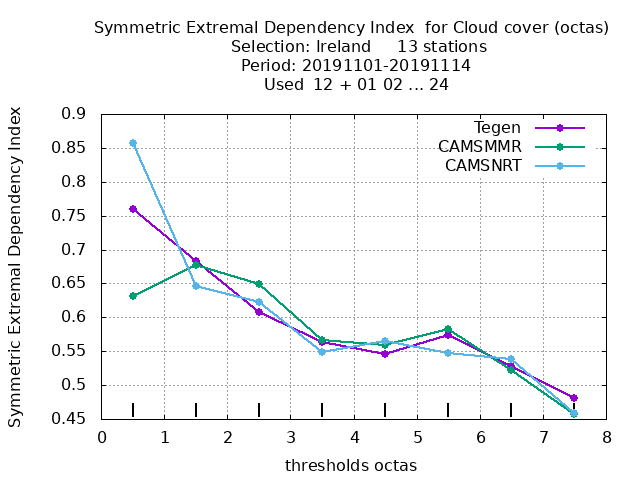 Symmetric Extremal Dependency Index  for Cloud cover (octas)
Selection: Ireland     13 stations
Period: 20191101-20191114
Used  12 + 01 02 ... 24
Symmetric Extremal Dependency Index
0.9
0.85
0.8
0.75
0.7
0.65
0.6
0.55
0.5
0.45
Tegen
CAMSMMR
CAMSNRT
0 1 2 3 4 5 6 7 8
thresholds octas